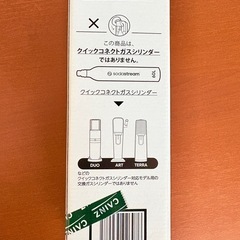 この商品は、
クイックコネクトガスシリンダー
ではありません。
sodastream
60L
クイックコネクトガスシリンダー
DUO
ART
TERRA
などの
クイックコネクトガスシリンダー対応モデル用の
交換ガスシリンダーではありません。
CAINZ
CAINZ